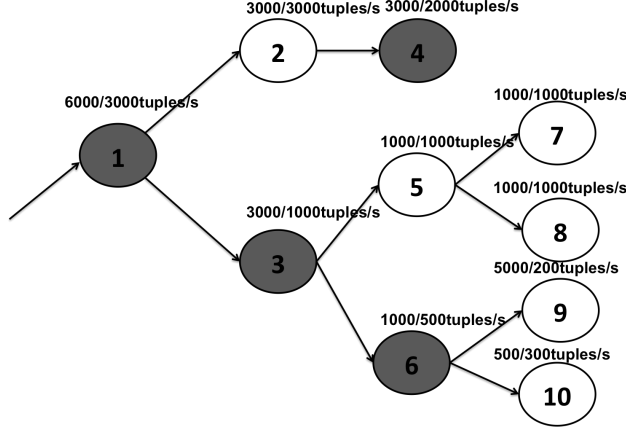 3000/3000tuples/s 3000/2000tuples/s
2 4
6000/3000tuples/s
1
1000/1000tuples/s
7
1000/1000tuples/s
5
1000/1000tuples/s
8
3000/1000tuples/s
3
5000/200tuples/s
9
1000/500tuples/s
6
500/300tuples/s
10